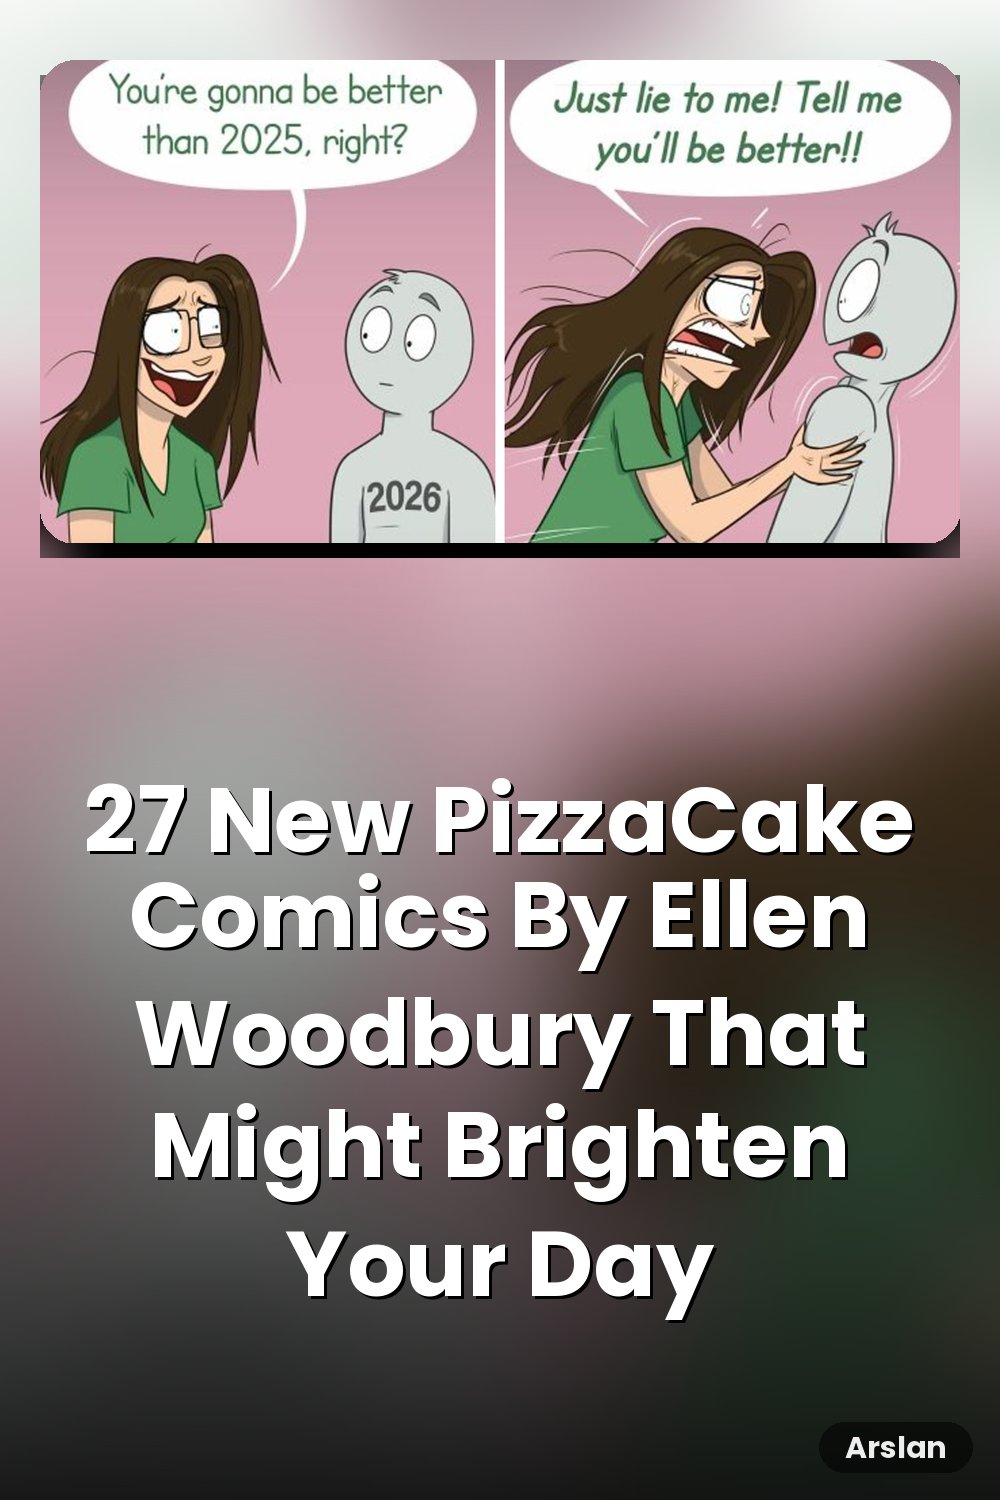 You're gonna be better
than 2025, right?
Just lie to me! Tell me
you'll be better!!
2026
27 New PizzaCake
Comics By Ellen
Woodbury That
Might Brighten
Your Day
Arslan